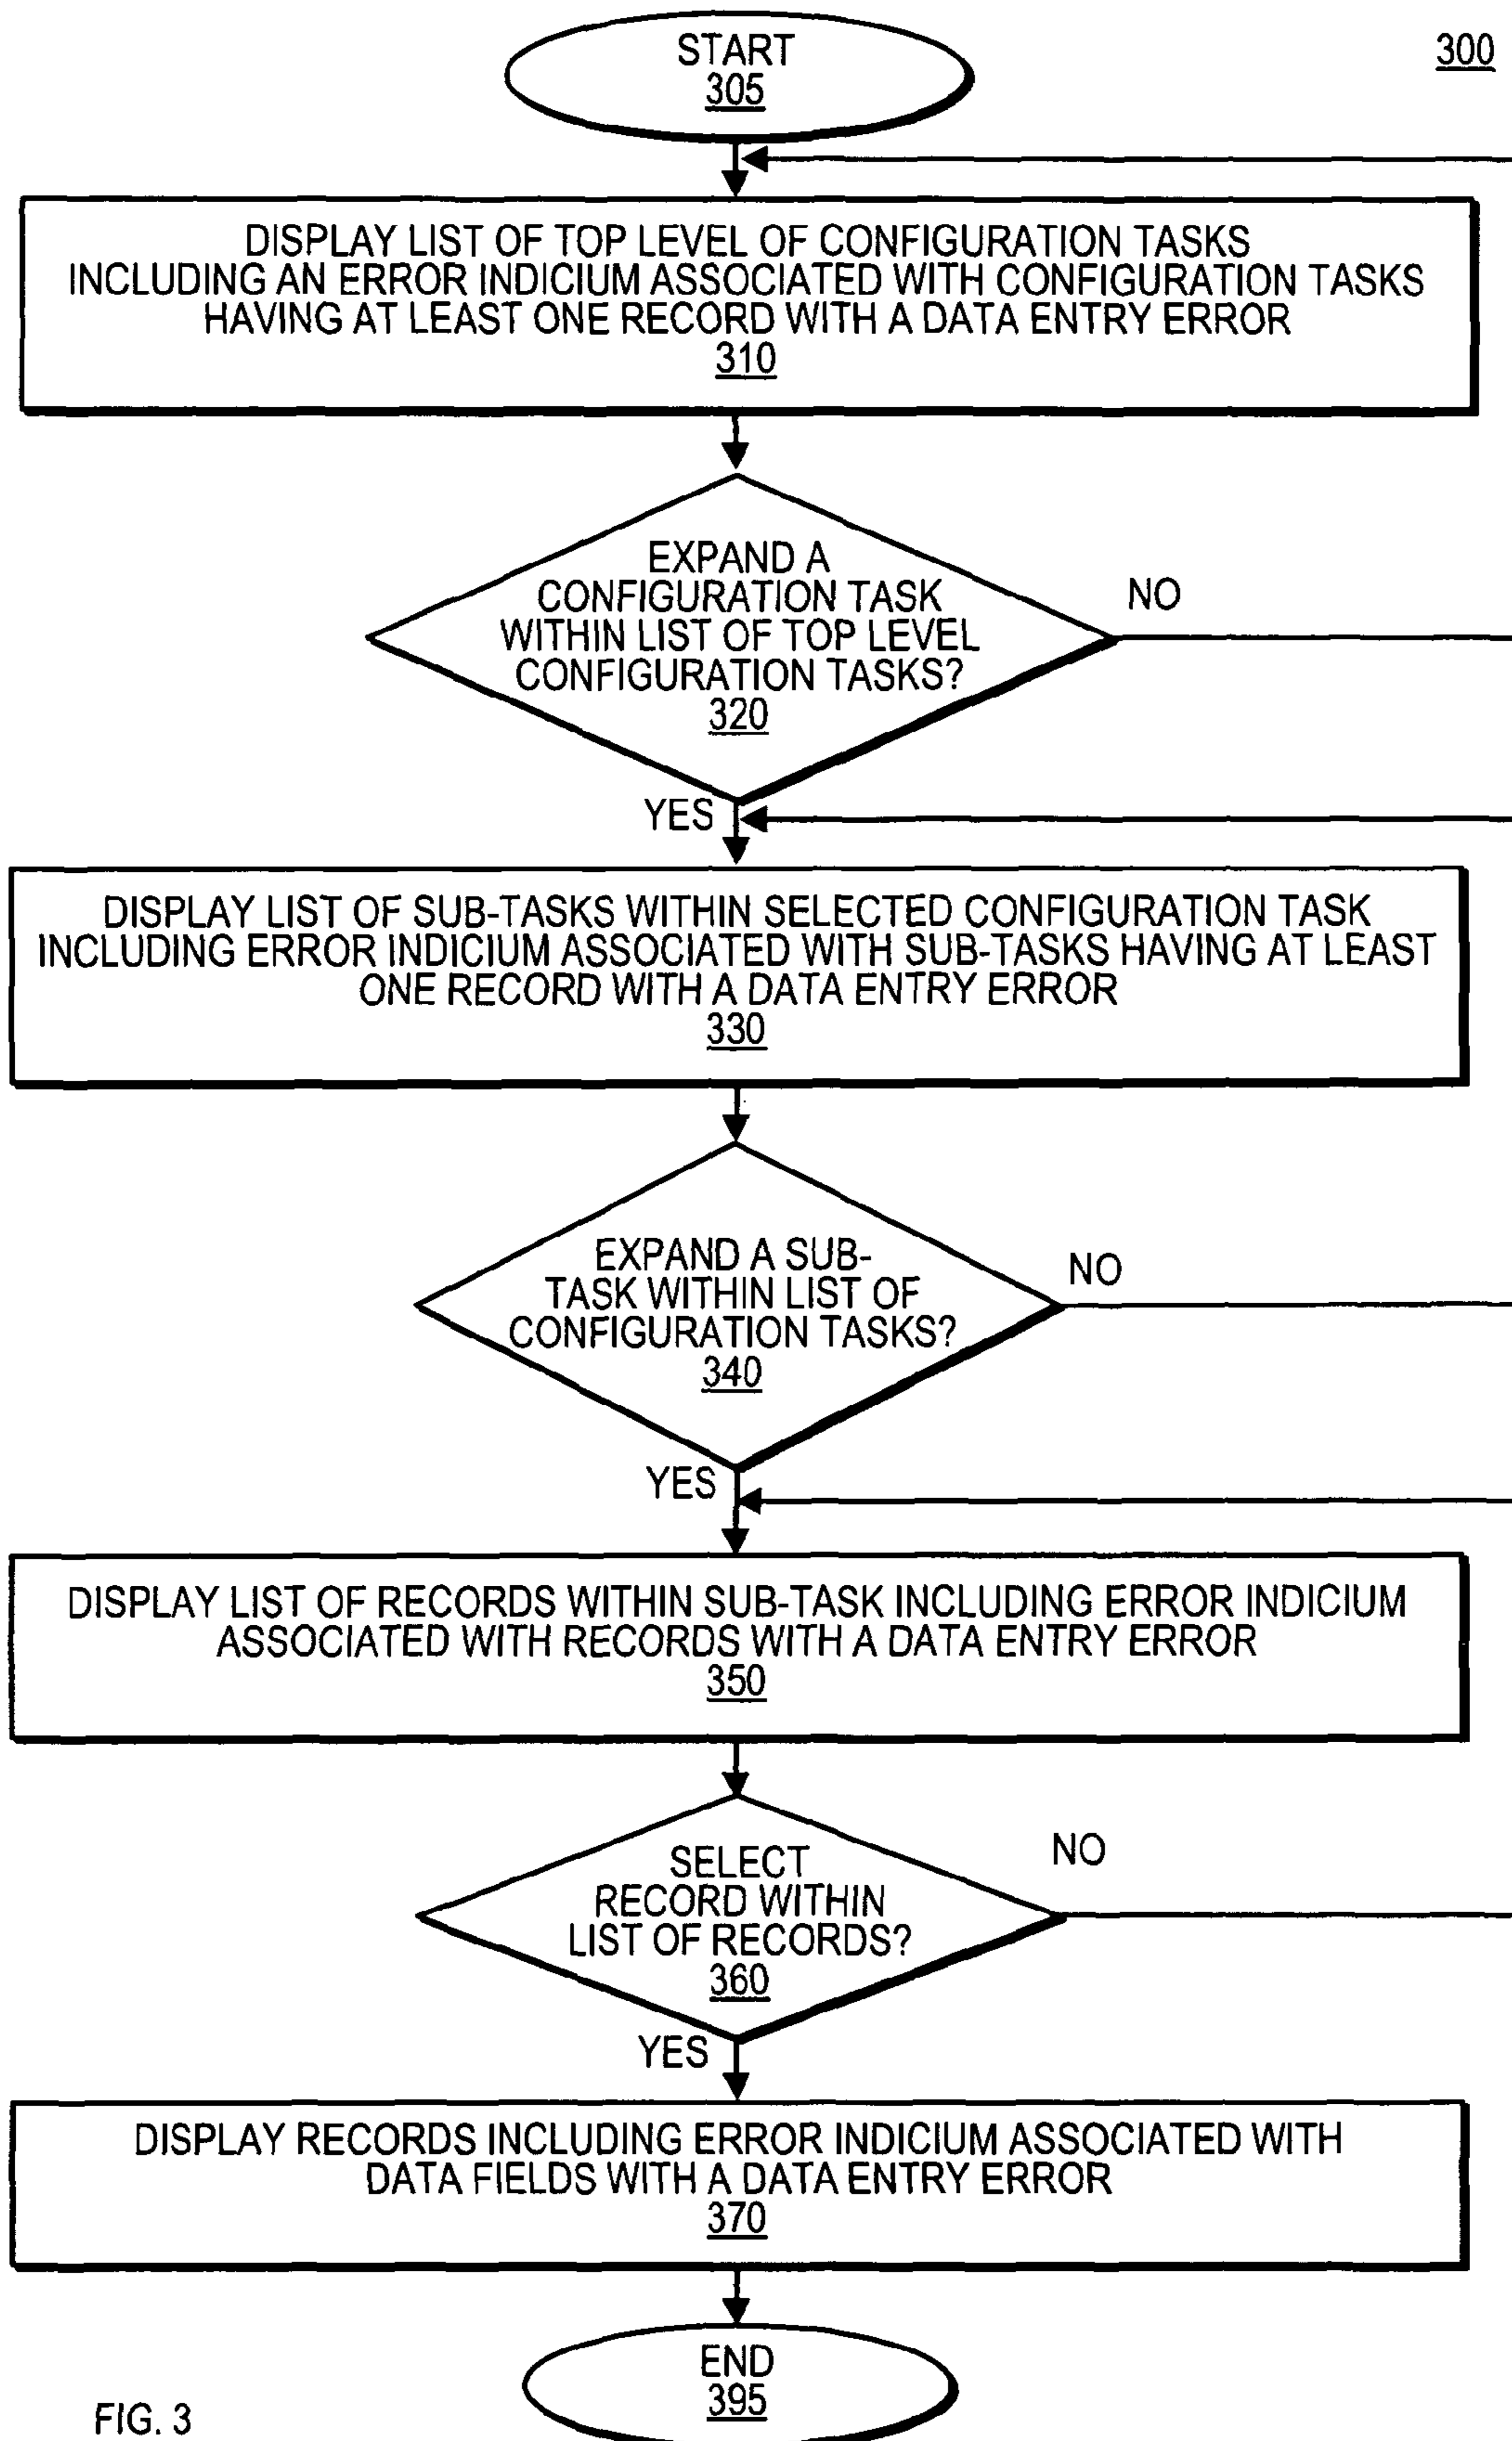 START
305
300
DISPLAY LIST OF TOP LEVEL OF CONFIGURATION TASKS
INCLUDING AN ERROR INDICIUM ASSOCIATED WITH CONFIGURATION TASKS
HAVING AT LEAST ONE RECORD WITH A DATA ENTRY ERROR
310
EXPAND A
CONFIGURATION TASK
WITHIN LIST OF TOP LEVEL
CONFIGURATION TASKS?
320
NO
YES
DISPLAY LIST OF SUB-TASKS WITHIN SELECTED CONFIGURATION TASK
INCLUDING ERROR INDICIUM ASSOCIATED WITH SUB-TASKS HAVING AT LEAST
ONE RECORD WITH A DATA ENTRY ERROR
330
EXPAND A SUB-
TASK WITHIN LIST OF
CONFIGURATION TASKS?
340
NO
YES
DISPLAY LIST OF RECORDS WITHIN SUB-TASK INCLUDING ERROR INDICIUM
ASSOCIATED WITH RECORDS WITH A DATA ENTRY ERROR
350
SELECT
RECORD WITHIN
LIST OF RECORDS?
360
NO
YES
DISPLAY RECORDS INCLUDING ERROR INDICIUM ASSOCIATED WITH
DATA FIELDS WITH A DATA ENTRY ERROR
370
END
395
FIG. 3